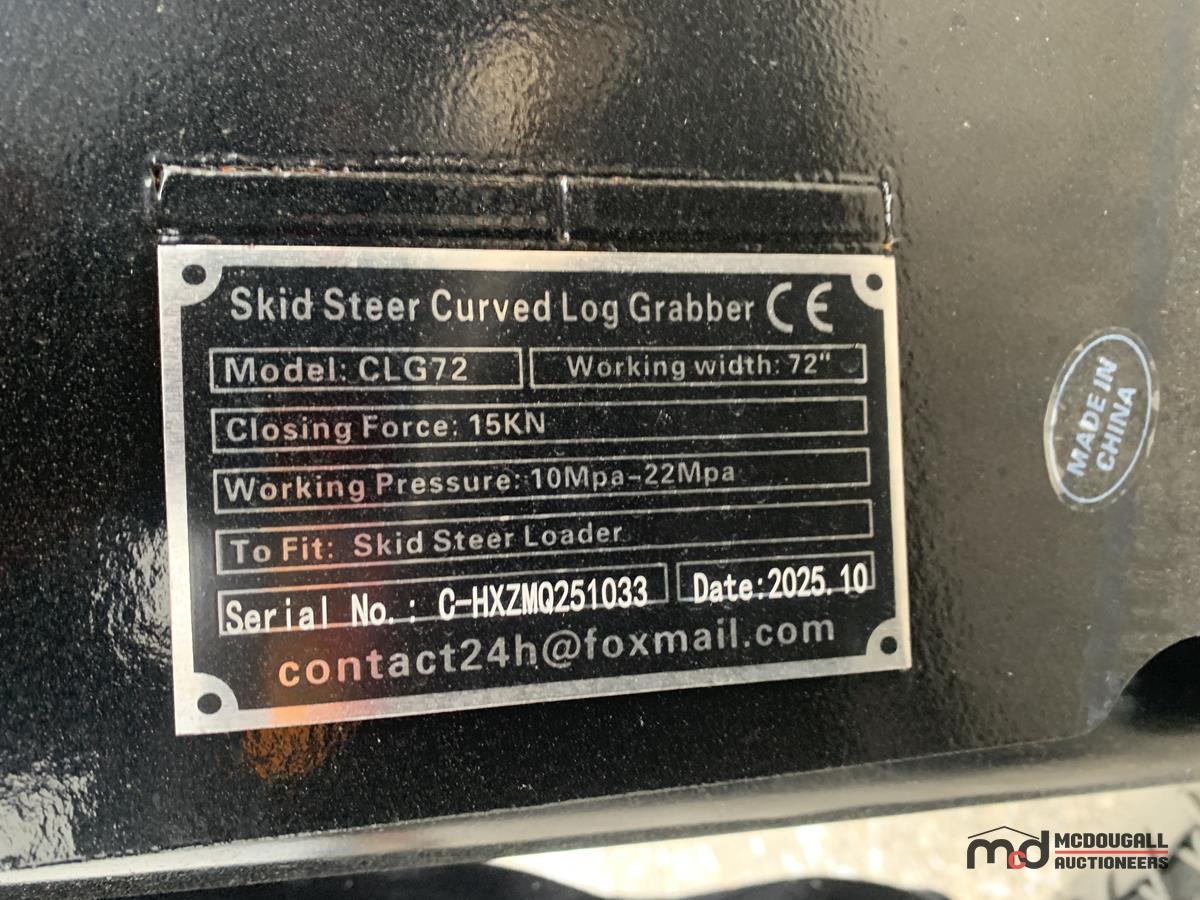 Skid Steer Curved Log Grabber CE
Model: CLG72
Working width: 72"
Closing Force: 15KN
Working Pressure: 10Mpa-22Mpa
To Fit: Skid Steer Loader
Serial No.: C-HXZMQ251033
Date:2025.10
contact24h@foxmail.com
MADE IN
CHINA
mcd
MCDOUGALL
AUCTIONEERS